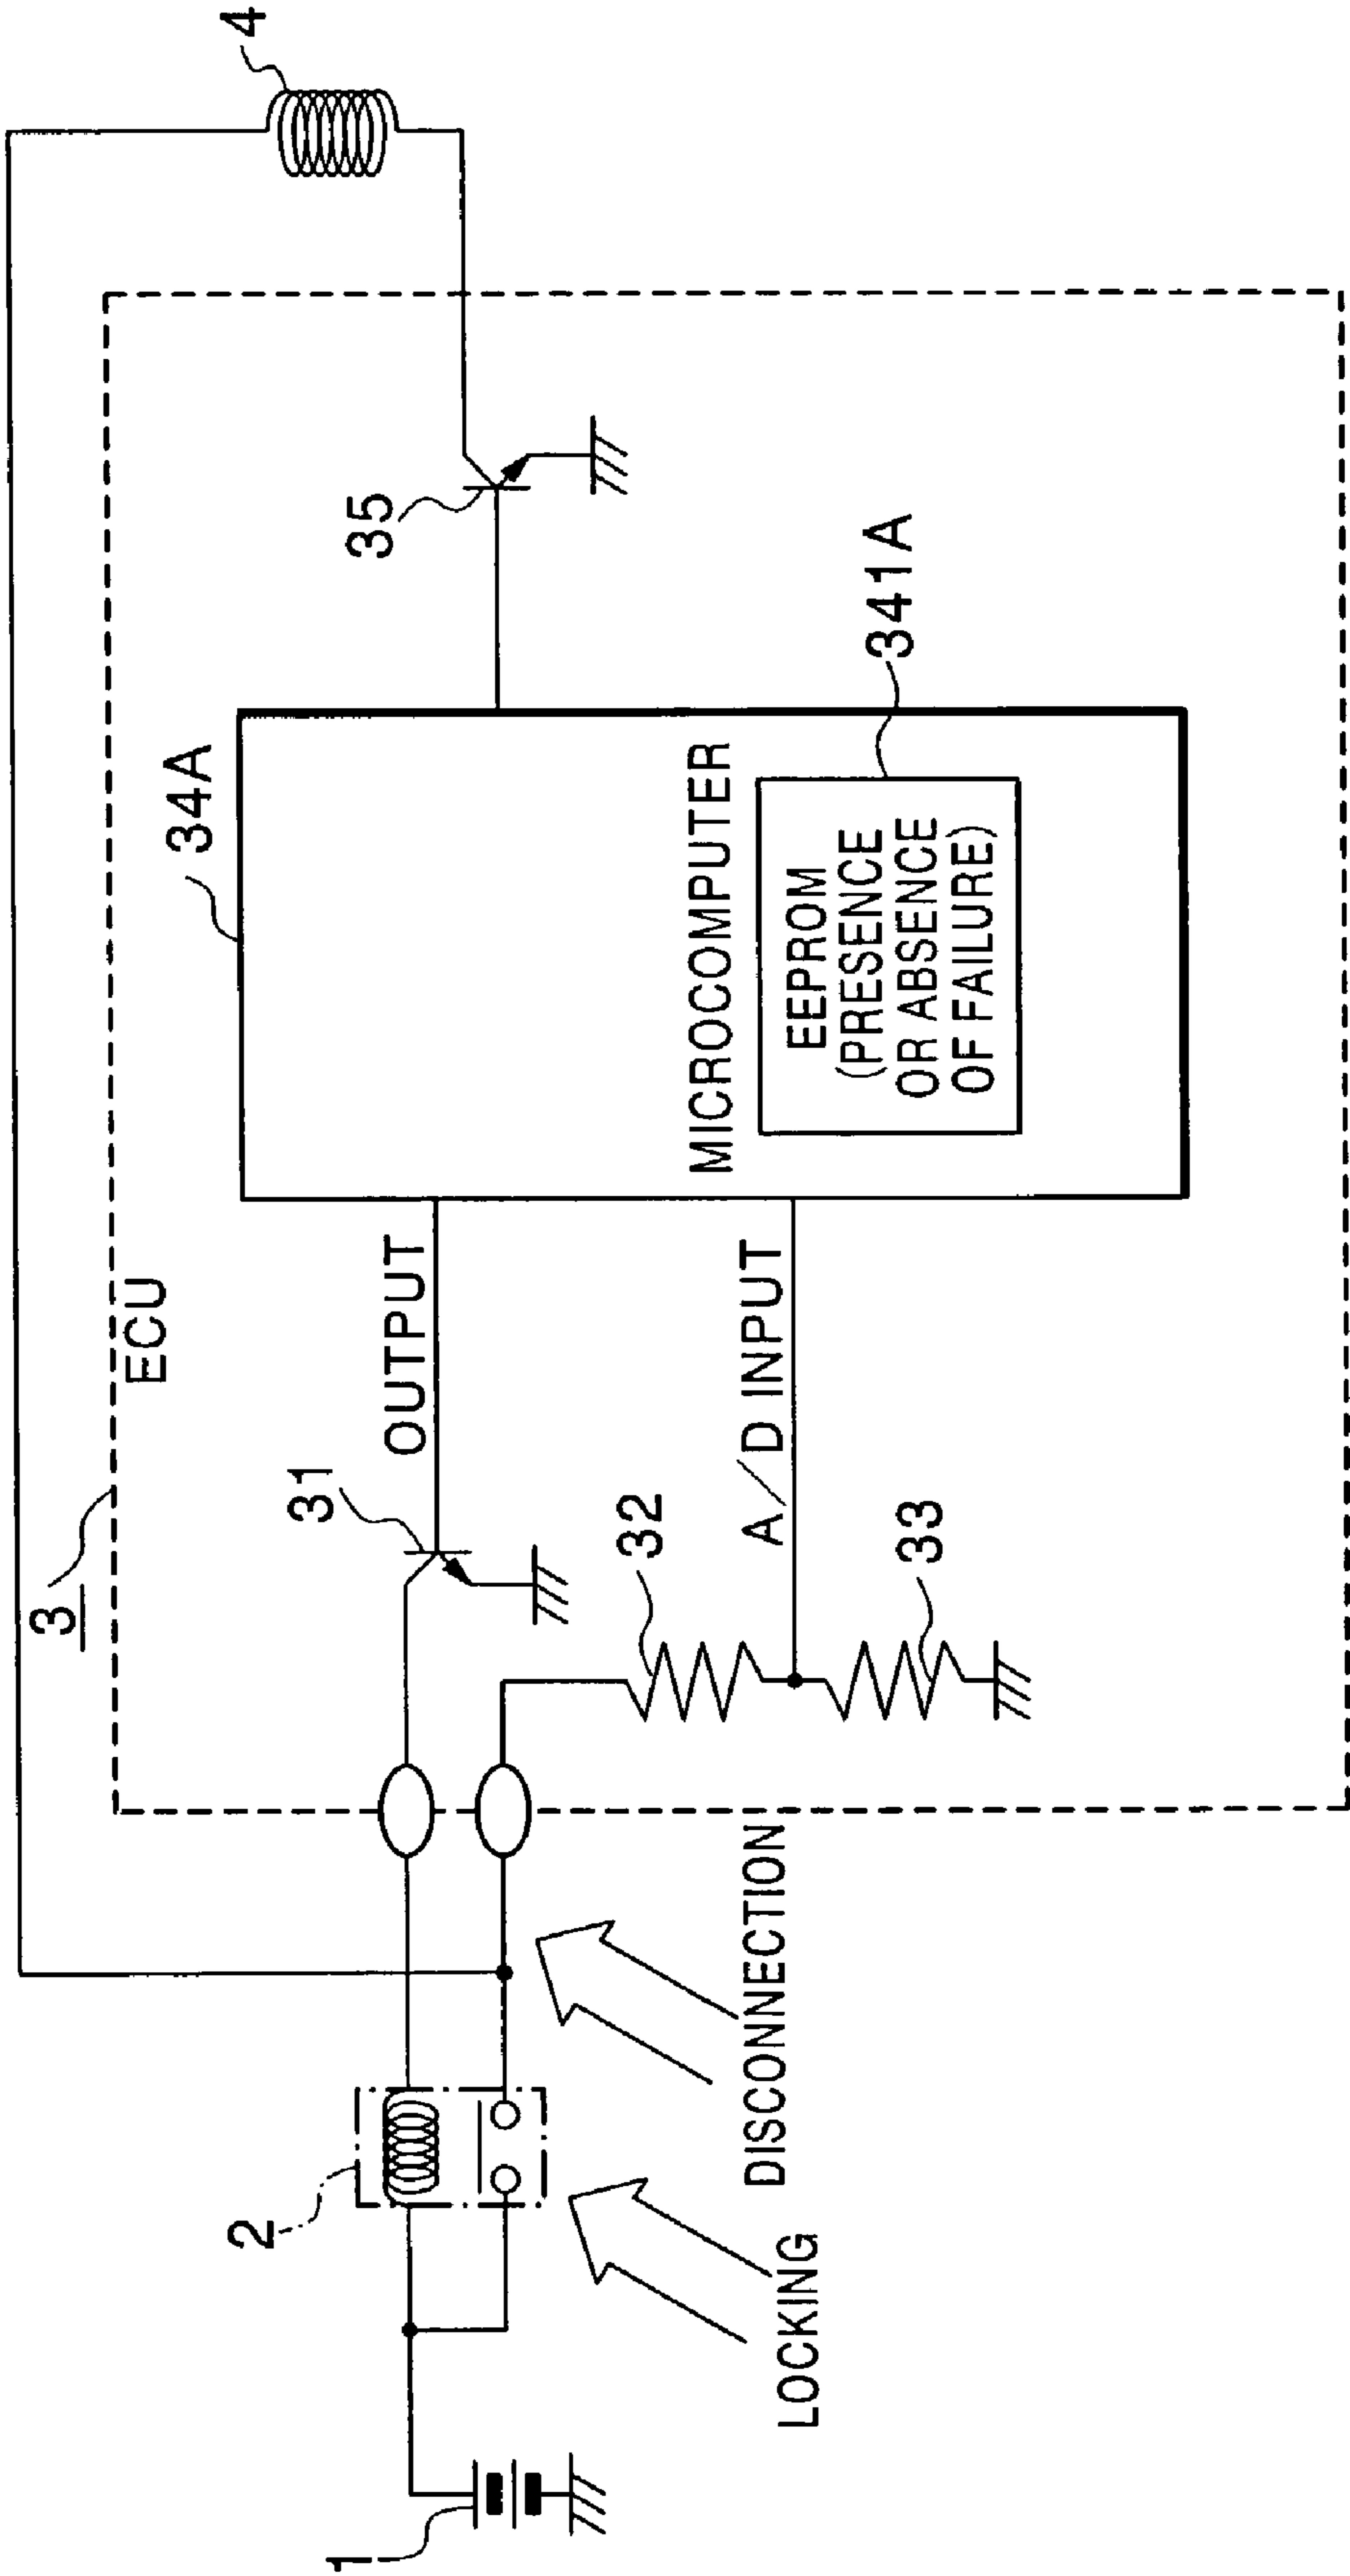 3
ECU
4
34A
35
31
OUTPUT
2
1
32
A/D INPUT
33
MICROCOMPUTER
EEPROM
(PRESENCE
OR ABSENCE
OF FAILURE)
341A
LOCKING
DISCONNECTION